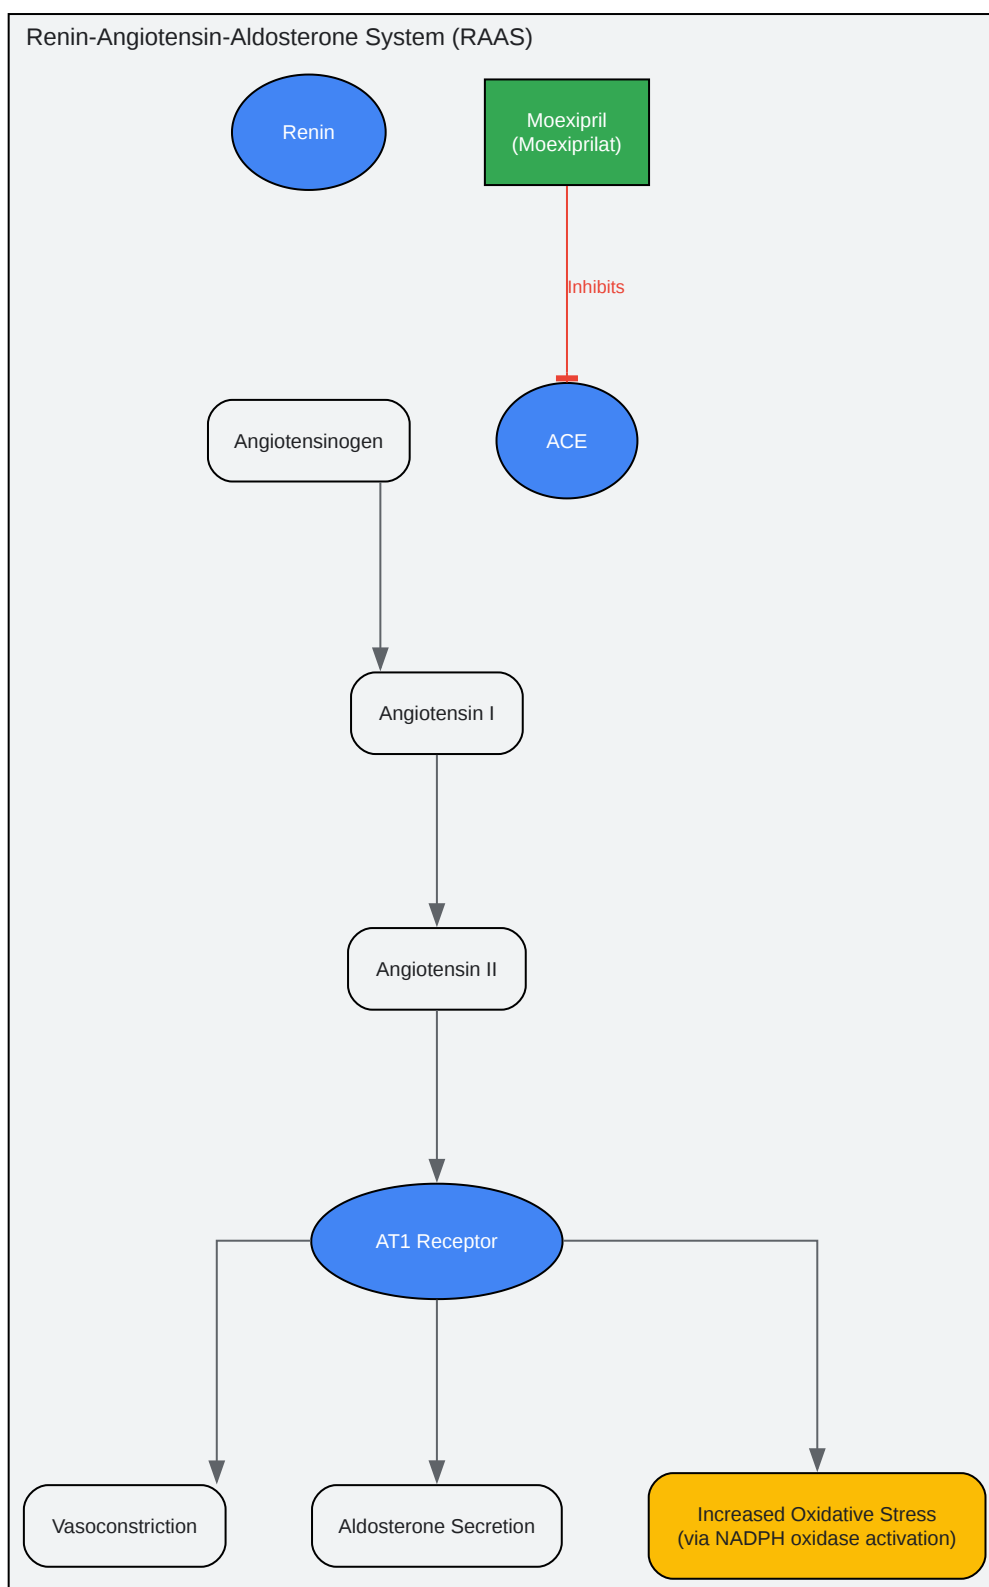 Renin-Angiotensin-Aldosterone System (RAAS)
Renin
Moexipril
(Moexiprilat)
Inhibits
Angiotensinogen
ACE
Angiotensin I
Angiotensin II
AT1 Receptor
Vasoconstriction
Aldosterone Secretion
Increased Oxidative Stress
(via NADPH oxidase activation)